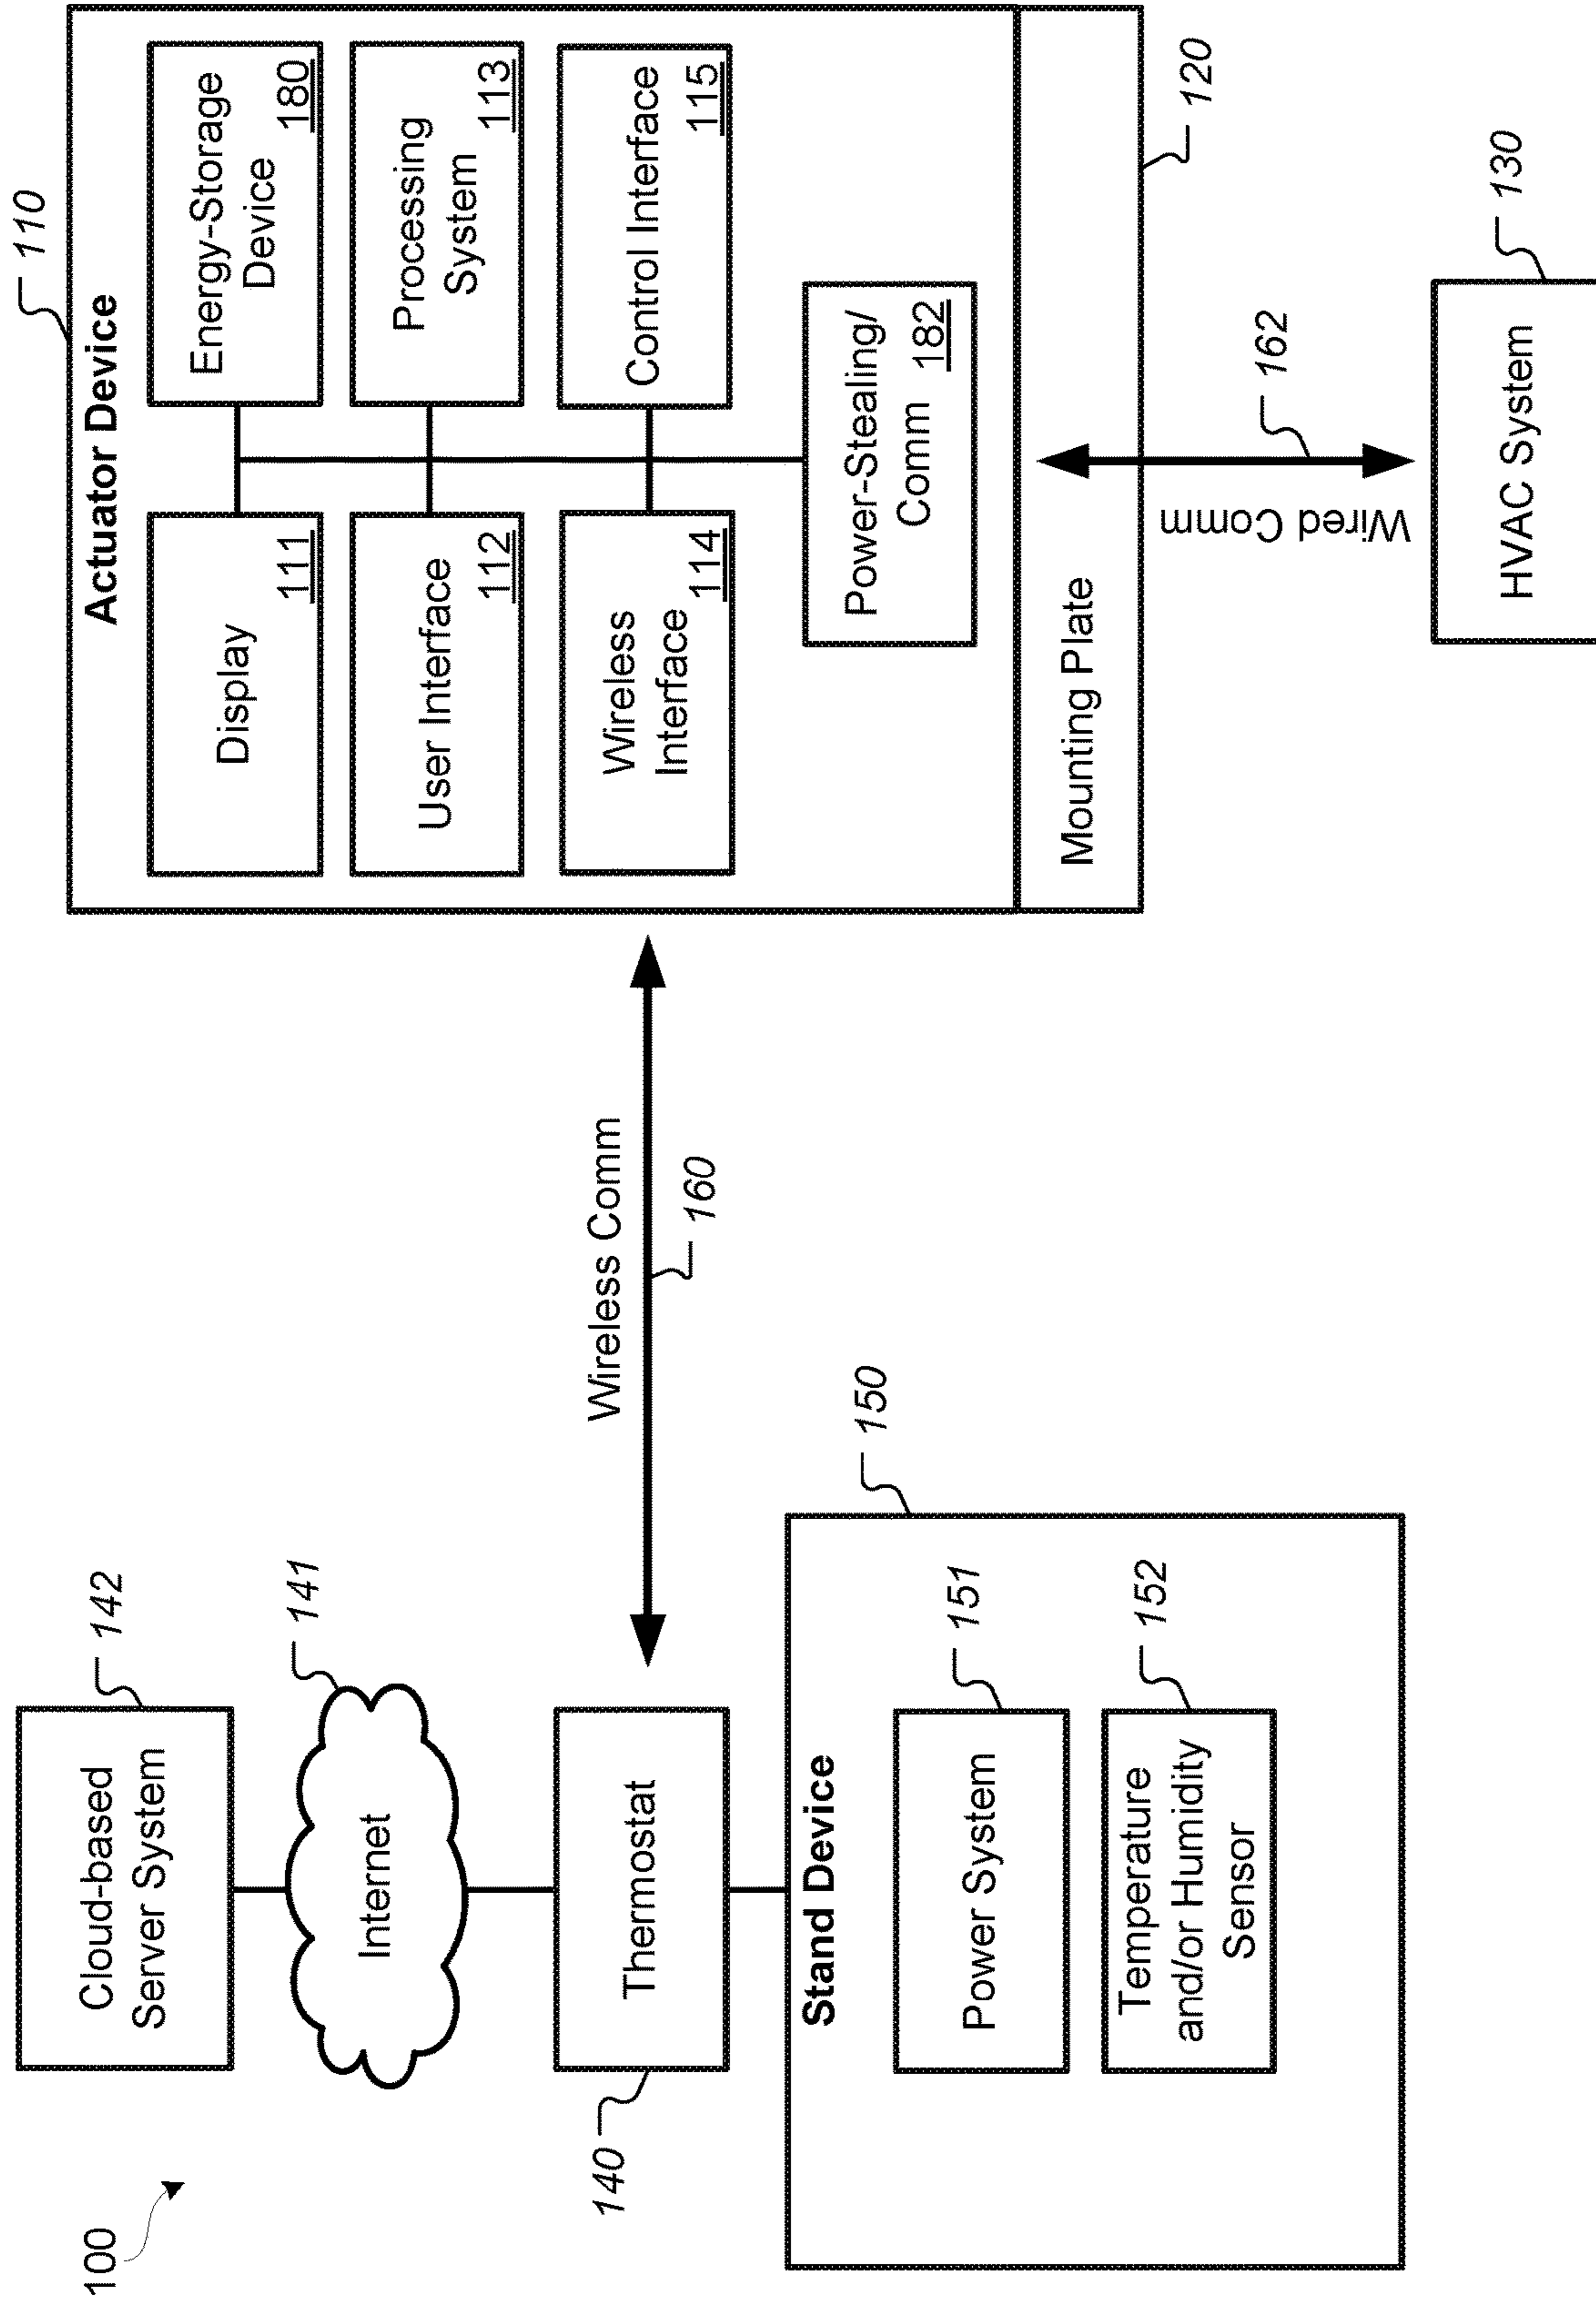 100
Cloud-based
Server System
142
Internet
141
Thermostat
140
Stand Device
150
Power System
151
Temperature
and/or Humidity
Sensor
152
Wireless Comm
160
110
Actuator Device
Display
111
Energy-Storage
Device
180
User Interface
112
Processing
System
113
Wireless
Interface
114
Control Interface
115
Power-Stealing/
Comm
182
Mounting Plate
120
Wired Comm
162
HVAC System
130